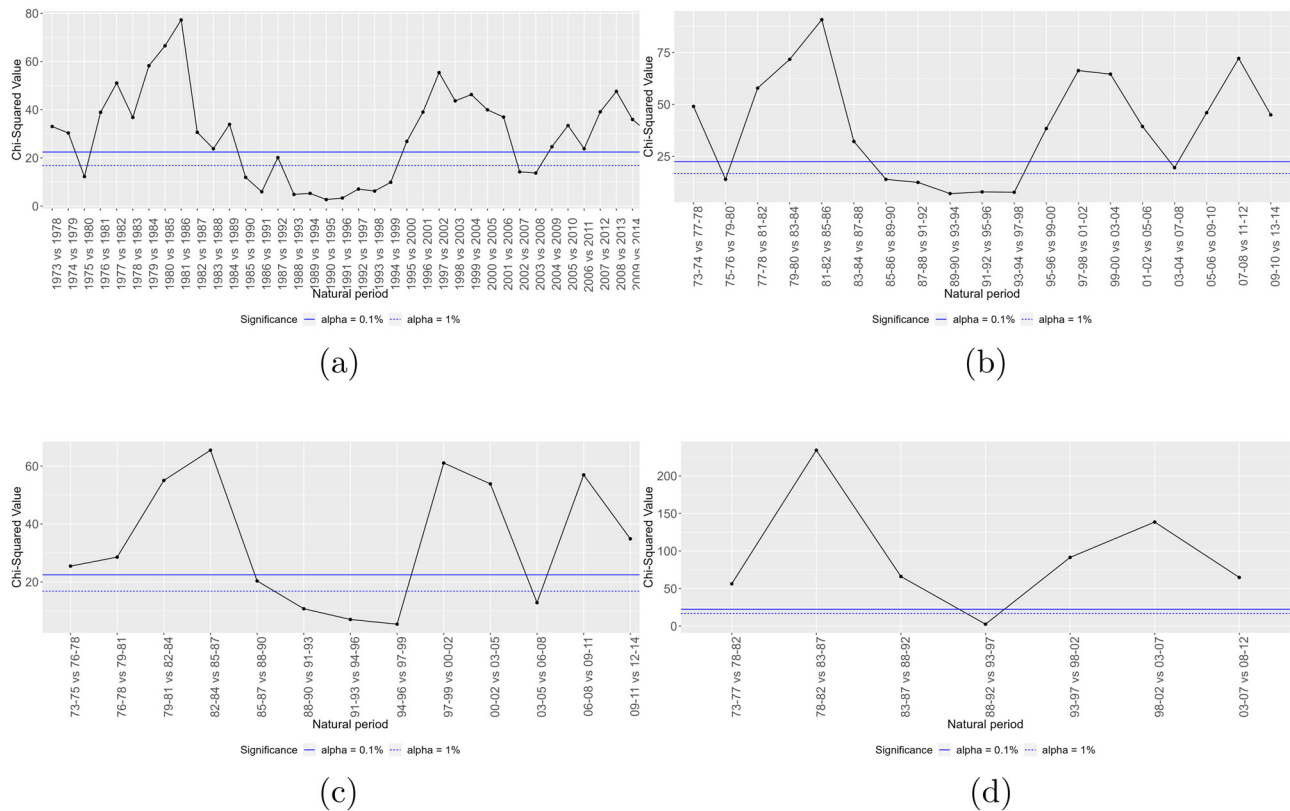 80
60
40
20
0
Chi-Squared Value
1973 vs 1978
1974 vs 1979
1975 vs 1980
1976 vs 1981
1977 vs 1982
1978 vs 1983
1979 vs 1984
1980 vs 1985
1981 vs 1986
1982 vs 1987
1983 vs 1988
1984 vs 1989
1985 vs 1990
1986 vs 1991
1987 vs 1992
1988 vs 1993
1989 vs 1994
1990 vs 1995
1991 vs 1996
1992 vs 1997
1993 vs 1998
1994 vs 1999
1995 vs 2000
1996 vs 2001
1997 vs 2002
1998 vs 2003
1999 vs 2004
2000 vs 2005
2001 vs 2006
2002 vs 2007
2003 vs 2008
2004 vs 2009
2005 vs 2010
2006 vs 2011
2007 vs 2012
2008 vs 2013
2009 vs 2014
Natural period
Significance alpha = 0.1% alpha = 1%
(a)
75
50
25
Chi-Squared Value
73-74 vs 77-78
75-76 vs 79-80
77-78 vs 81-82
79-80 vs 83-84
81-82 vs 85-86
83-84 vs 87-88
85-86 vs 89-90
87-88 vs 91-92
89-90 vs 93-94
91-92 vs 95-96
93-94 vs 97-98
95-96 vs 99-00
97-98 vs 01-02
99-00 vs 03-04
01-02 vs 05-06
03-04 vs 07-08
05-06 vs 09-10
07-08 vs 11-12
09-10 vs 13-14
Natural period
Significance alpha = 0.1% alpha = 1%
(b)
60
40
20
Chi-Squared Value
73-75 vs 76-78
76-78 vs 79-81
79-81 vs 82-84
82-84 vs 85-87
85-87 vs 88-90
88-90 vs 91-93
91-93 vs 94-96
94-96 vs 97-99
97-99 vs 00-02
00-02 vs 03-05
03-05 vs 06-08
06-08 vs 09-11
09-11 vs 12-14
Natural period
Significance alpha = 0.1% alpha = 1%
(c)
200
150
100
50
0
Chi-Squared Value
73-77 vs 78-82
78-82 vs 83-87
83-87 vs 88-92
88-92 vs 93-97
93-97 vs 98-02
98-02 vs 03-07
03-07 vs 08-12
Natural period
Significance alpha = 0.1% alpha = 1%
(d)